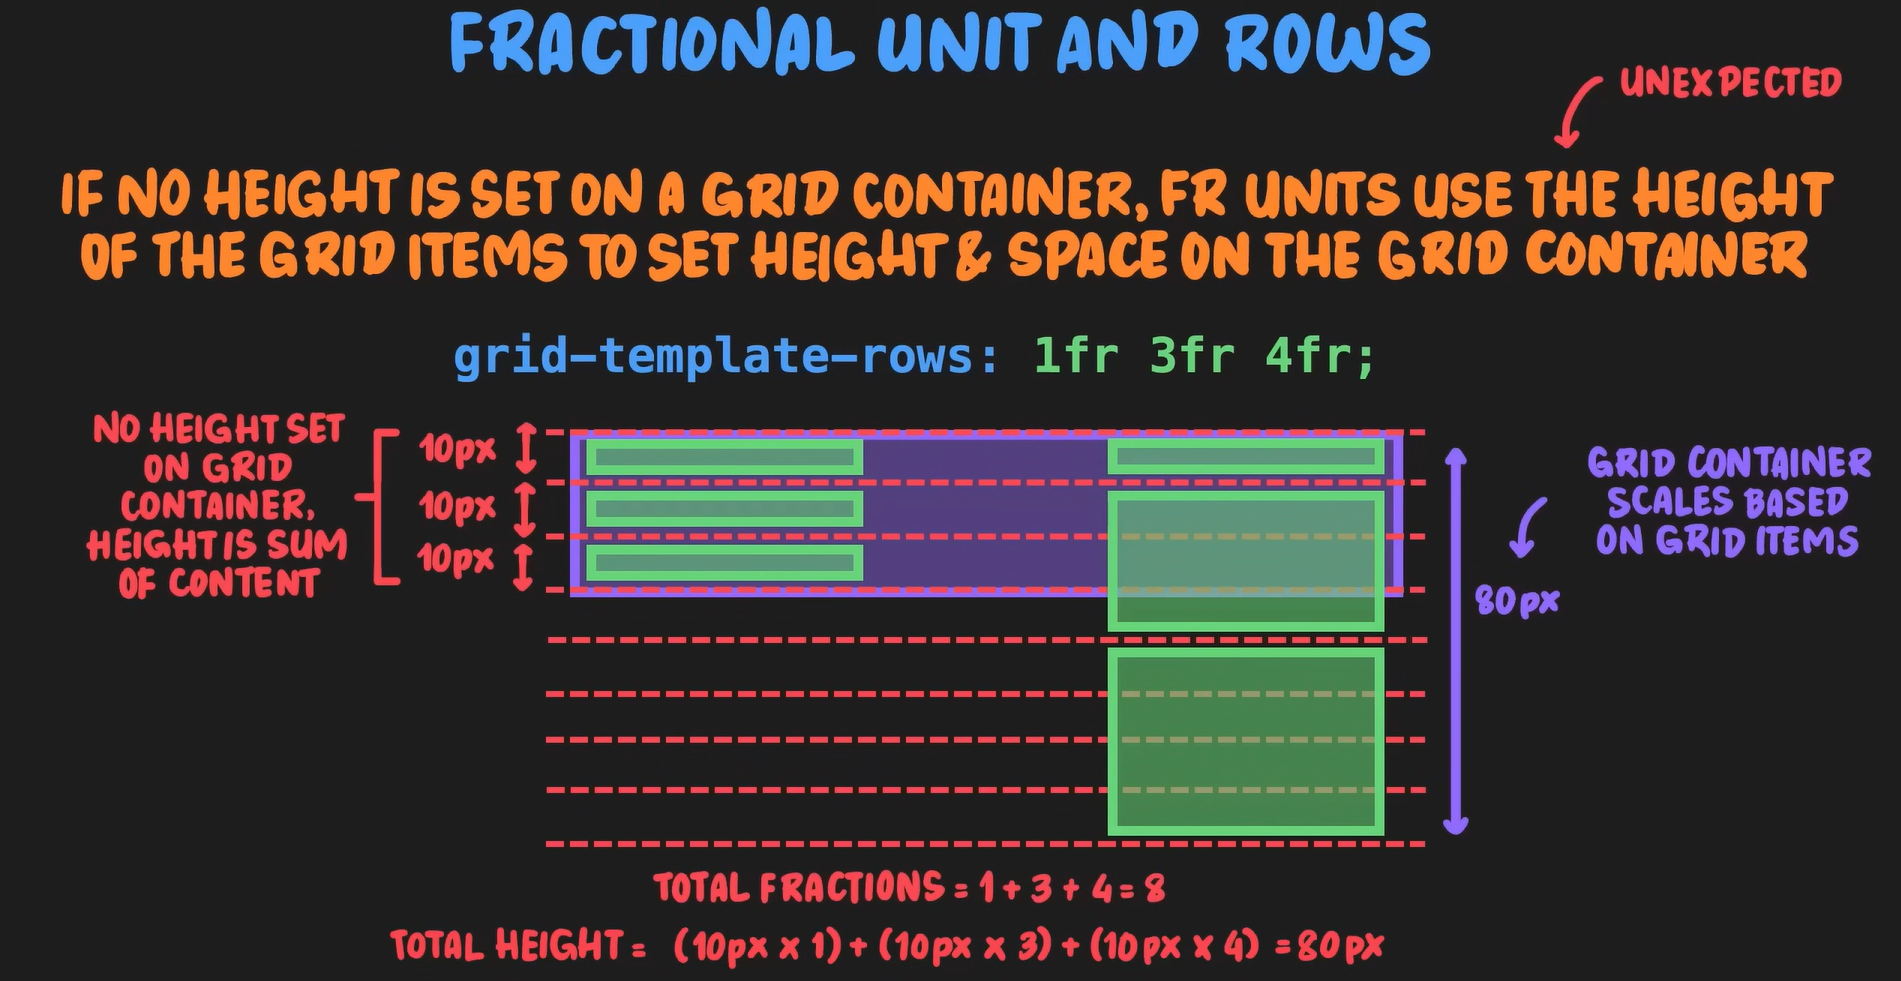 FRACTIONAL UNIT AND ROWS
UNEXPECTED
IF NO HEIGHT IS SET ON A GRID CONTAINER, FR UNITS USE THE HEIGHT
OF THE GRID ITEMS TO SET HEIGHT & SPACE ON THE GRID CONTAINER
grid-template-rows: 1fr 3fr 4fr;
NO HEIGHT SET
ON GRID
CONTAINER,
HEIGHT IS SUM
OF CONTENT
10px
10px
10px
GRID CONTAINER
SCALES BASED
ON GRID ITEMS
80px
TOTAL FRACTIONS = 1 + 3 + 4 = 8
TOTAL HEIGHT = (10px x 1) + (10px x 3) + (10px x 4) = 80px